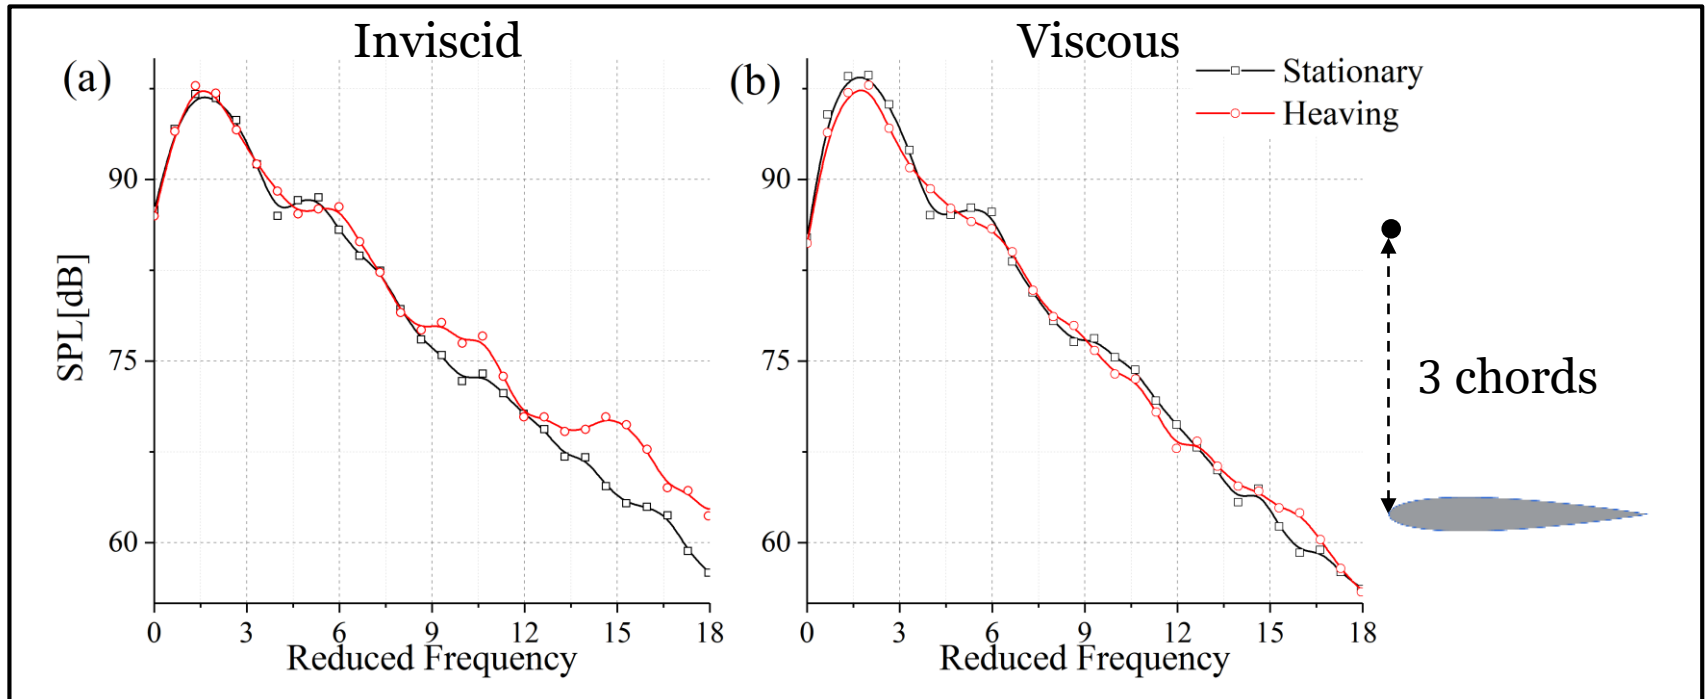 Inviscid
Viscous
(a)
(b)
Stationary
Heaving
SPL[dB]
90
75
60
0 3 6 9 12 15 18
Reduced Frequency
90
75
60
0 3 6 9 12 15 18
Reduced Frequency
3 chords